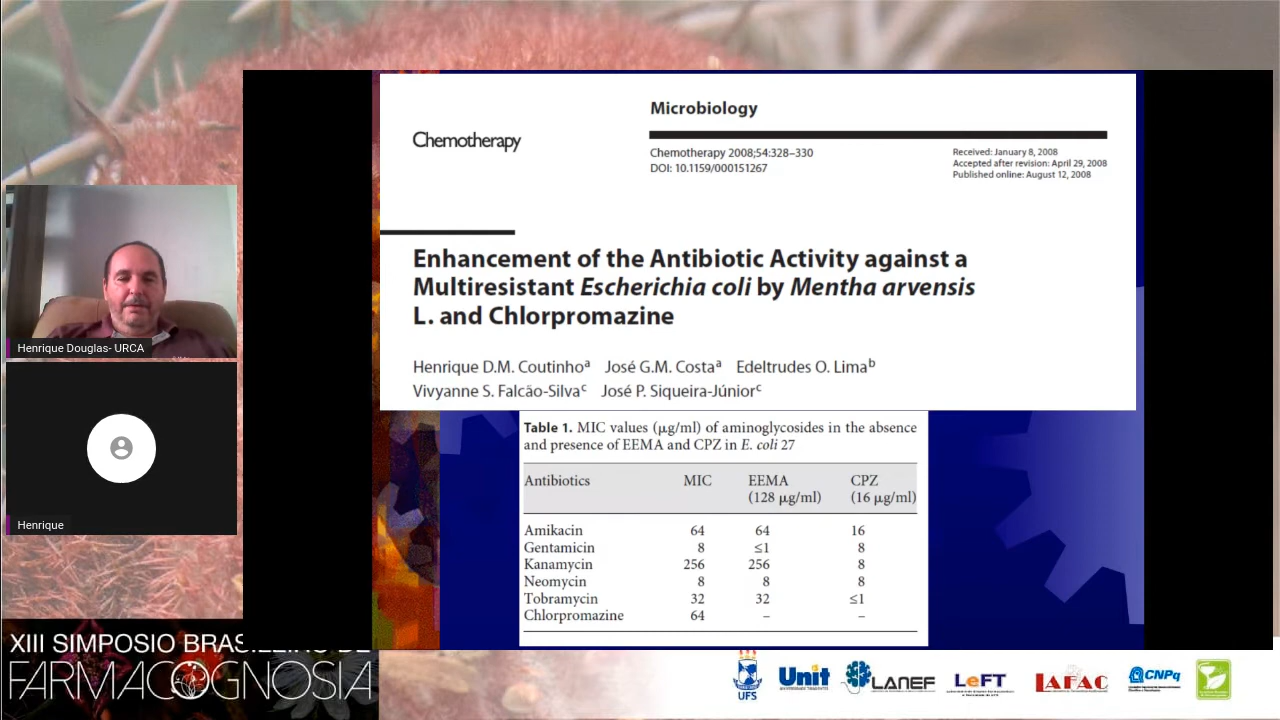 Microbiology
Chemotherapy
Chemotherapy 2008;54:328–330
DOI: 10.1159/000151267
Received: January 8, 2008
Accepted after revision: April 29, 2008
Published online: August 12, 2008
Enhancement of the Antibiotic Activity against a
Multiresistant Escherichia coli by Mentha arvensis
L. and Chlorpromazine
Henrique D.M. Coutinhoᵃ José G.M. Costaᵃ Edeltrudes O. Limaᵇ
Vivyanne S. Falcão-Silvaᶜ José P. Siqueira-Júniorᶜ
Table 1. MIC values (μg/ml) of aminoglycosides in the absence
and presence of EEMA and CPZ in E. coli 27
Antibiotics MIC EEMA CPZ
(128 μg/ml) (16 μg/ml)
Amikacin 64 64 16
Gentamicin 8 ≤1 8
Kanamycin 256 256 8
Neomycin 8 8 8
Tobramycin 32 32 ≤1
Chlorpromazine 64 – –
Henrique Douglas- URCA
Henrique
XIII SIMPOSIO BRASILEIRO DE
FARMACOGNOSIA
UFS
Unit
LANEF
LeFT
LAFAC
CNPq